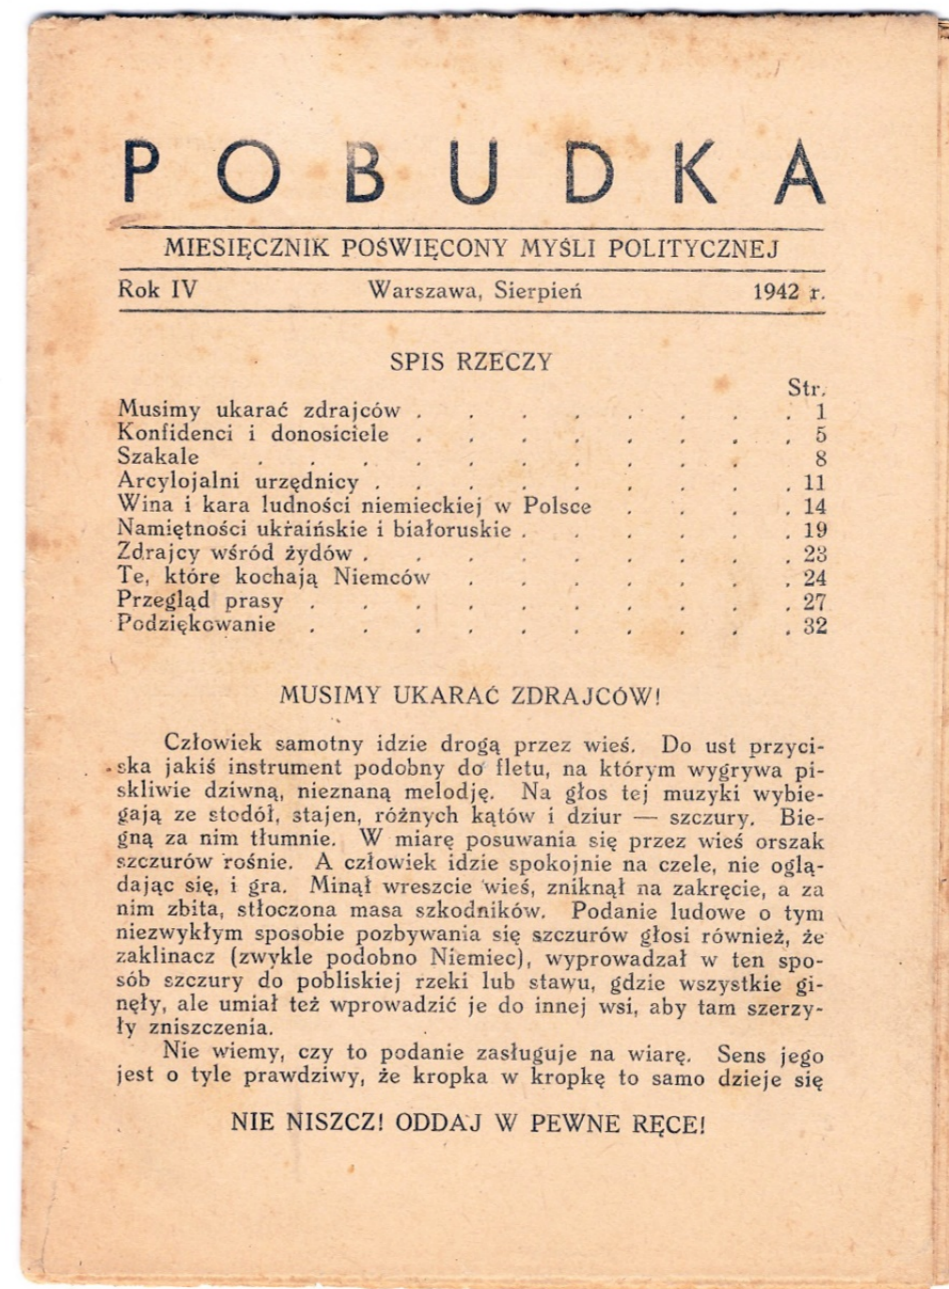 POBUDKA
MIESIĘCZNIK POŚWIĘCONY MYŚLI POLITYCZNEJ
Rok IV Warszawa, Sierpień 1942 r.
SPIS RZECZY
Str.
Musimy ukarać zdrajców . . . . . . . . 1
Konfidenci i donosiciele . . . . . . . . 5
Szakale . . . . . . . . . . 8
Arcylojalni urzędnicy . . . . . . . . . 11
Wina i kara ludności niemieckiej w Polsce . . . . 14
Namiętności ukraińskie i białoruskie . . . . . . 19
Zdrajcy wśród żydów . . . . . . . . . 23
Te, które kochają Niemców . . . . . . . 24
Przegląd prasy . . . . . . . . . . 27
Podziękowanie . . . . . . . . . . 32
MUSIMY UKARAĆ ZDRAJCÓW!
Człowiek samotny idzie drogą przez wieś. Do ust przyci-
ska jakiś instrument podobny do fletu, na którym wygrywa pi-
skliwie dziwną, nieznaną melodję. Na głos tej muzyki wybie-
gają ze stodół, stajen, różnych kątów i dziur — szczury. Bie-
gną za nim tłumnie. W miarę posuwania się przez wieś orszak
szczurów rośnie. A człowiek idzie spokojnie na czele, nie oglą-
dając się, i gra. Minął wreszcie wieś, zniknął na zakręcie, a za
nim zbita, stłoczona masa szkodników. Podanie ludowe o tym
niezwykłym sposobie pozbywania się szczurów głosi również, że
zaklinacz (zwykle podobno Niemiec), wyprowadzał w ten spo-
sób szczury do pobliskiej rzeki lub stawu, gdzie wszystkie gi-
nęły, ale umiał też wprowadzić je do innej wsi, aby tam szerzy-
ły zniszczenia.
Nie wiemy, czy to podanie zasługuje na wiarę. Sens jego
jest o tyle prawdziwy, że kropka w kropkę to samo dzieje się
NIE NISZCZ! ODDAJ W PEWNE RĘCE!